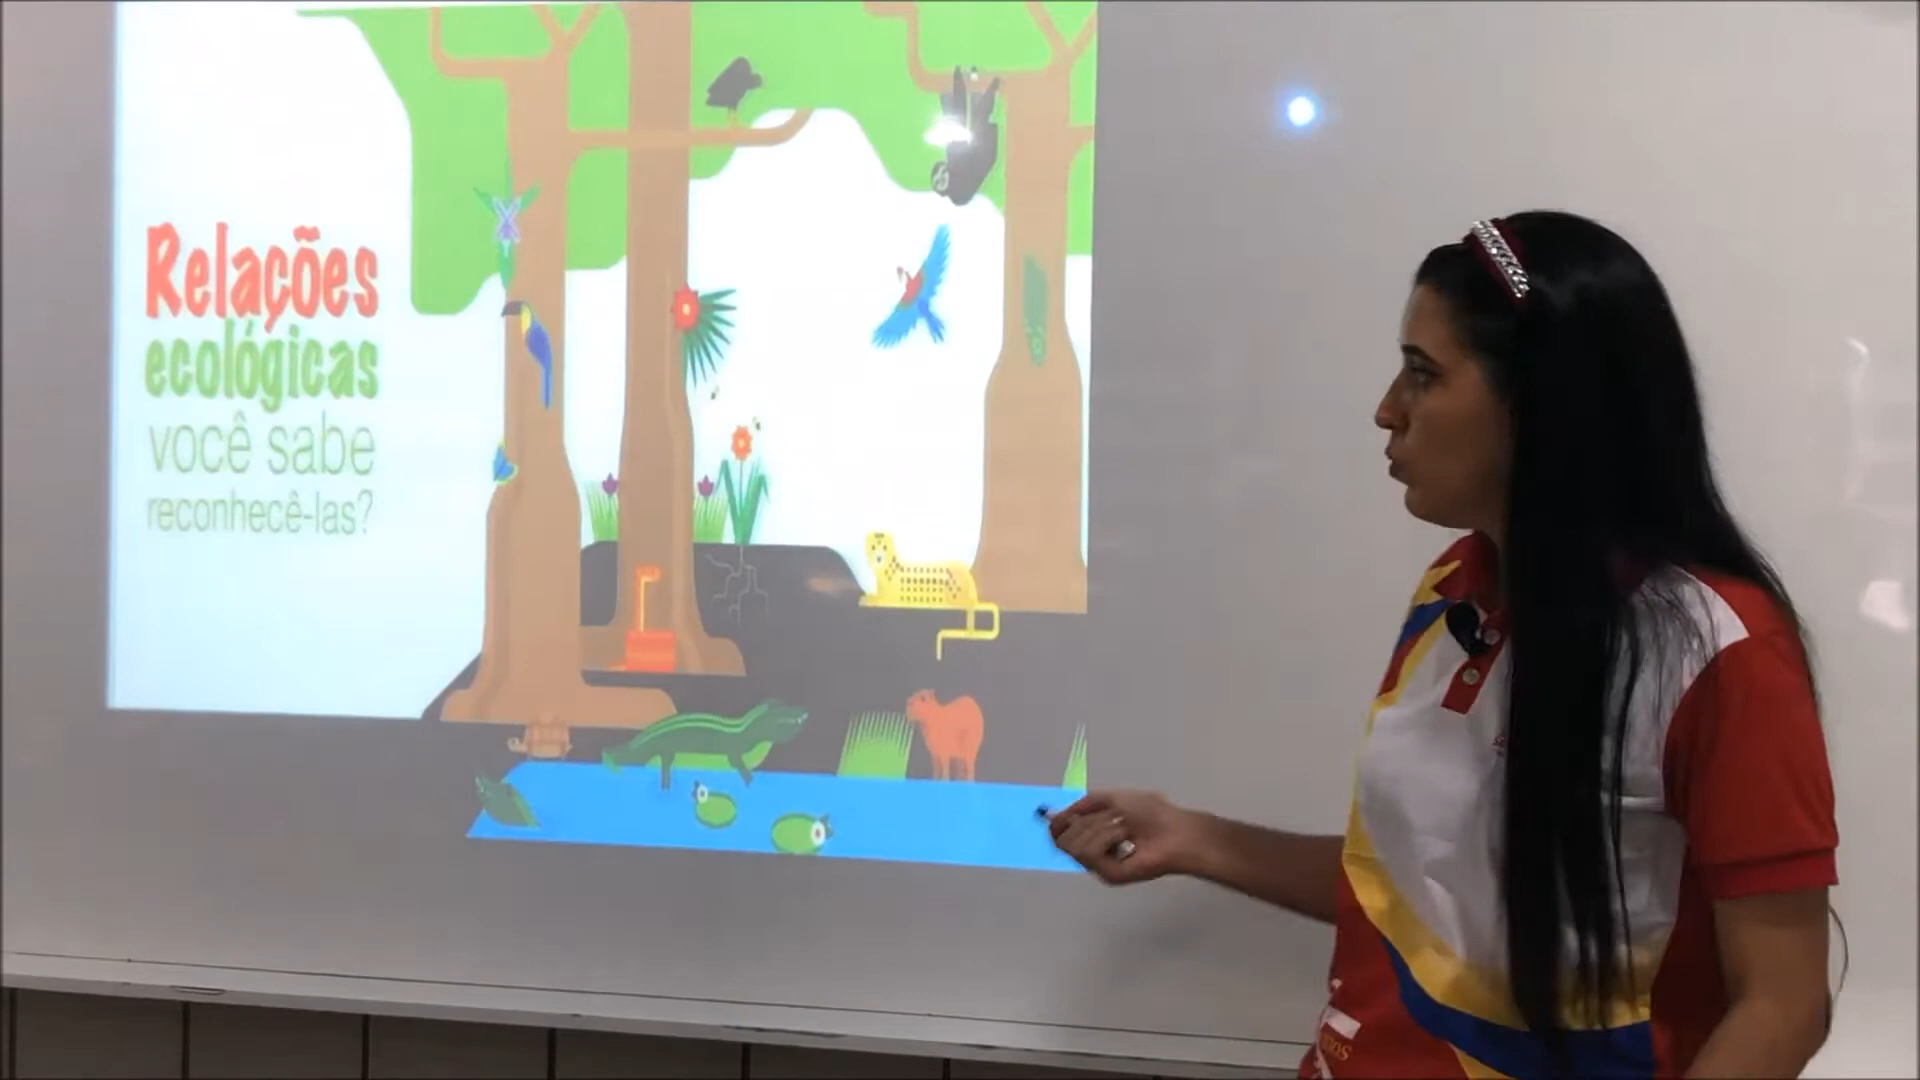 Relações
ecológicas
você sabe
reconhecê-las?